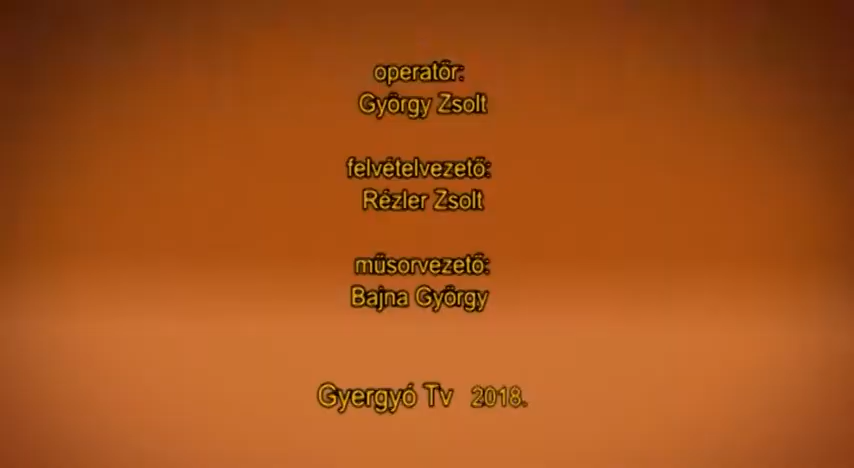 operatőr:
György Zsolt
felvételvezető:
Rézler Zsolt
műsorvezető:
Bajna György
Gyergyó Tv 2018.